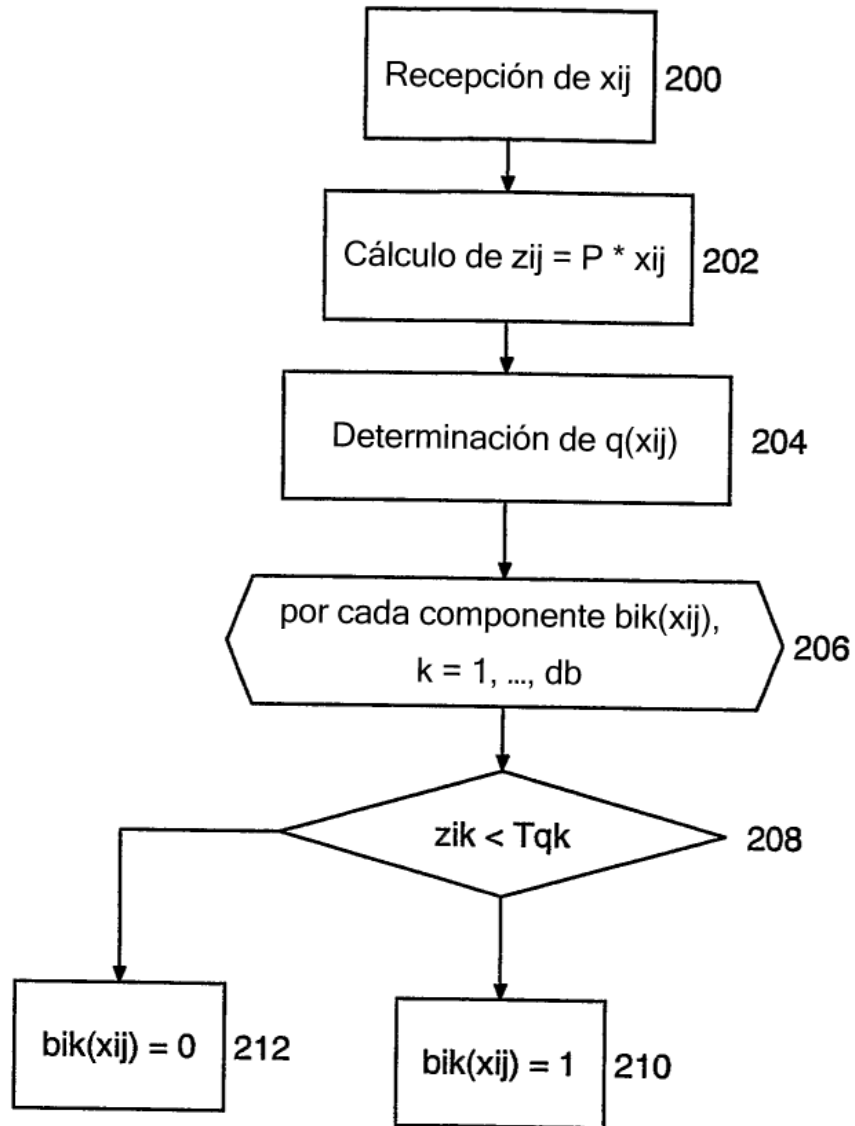 Recepción de xij
200
Cálculo de zij = P * xij
202
Determinación de q(xij)
204
por cada componente bik(xij),
k = 1, ..., db
206
zik < Tqk
208
bik(xij) = 0
212
bik(xij) = 1
210